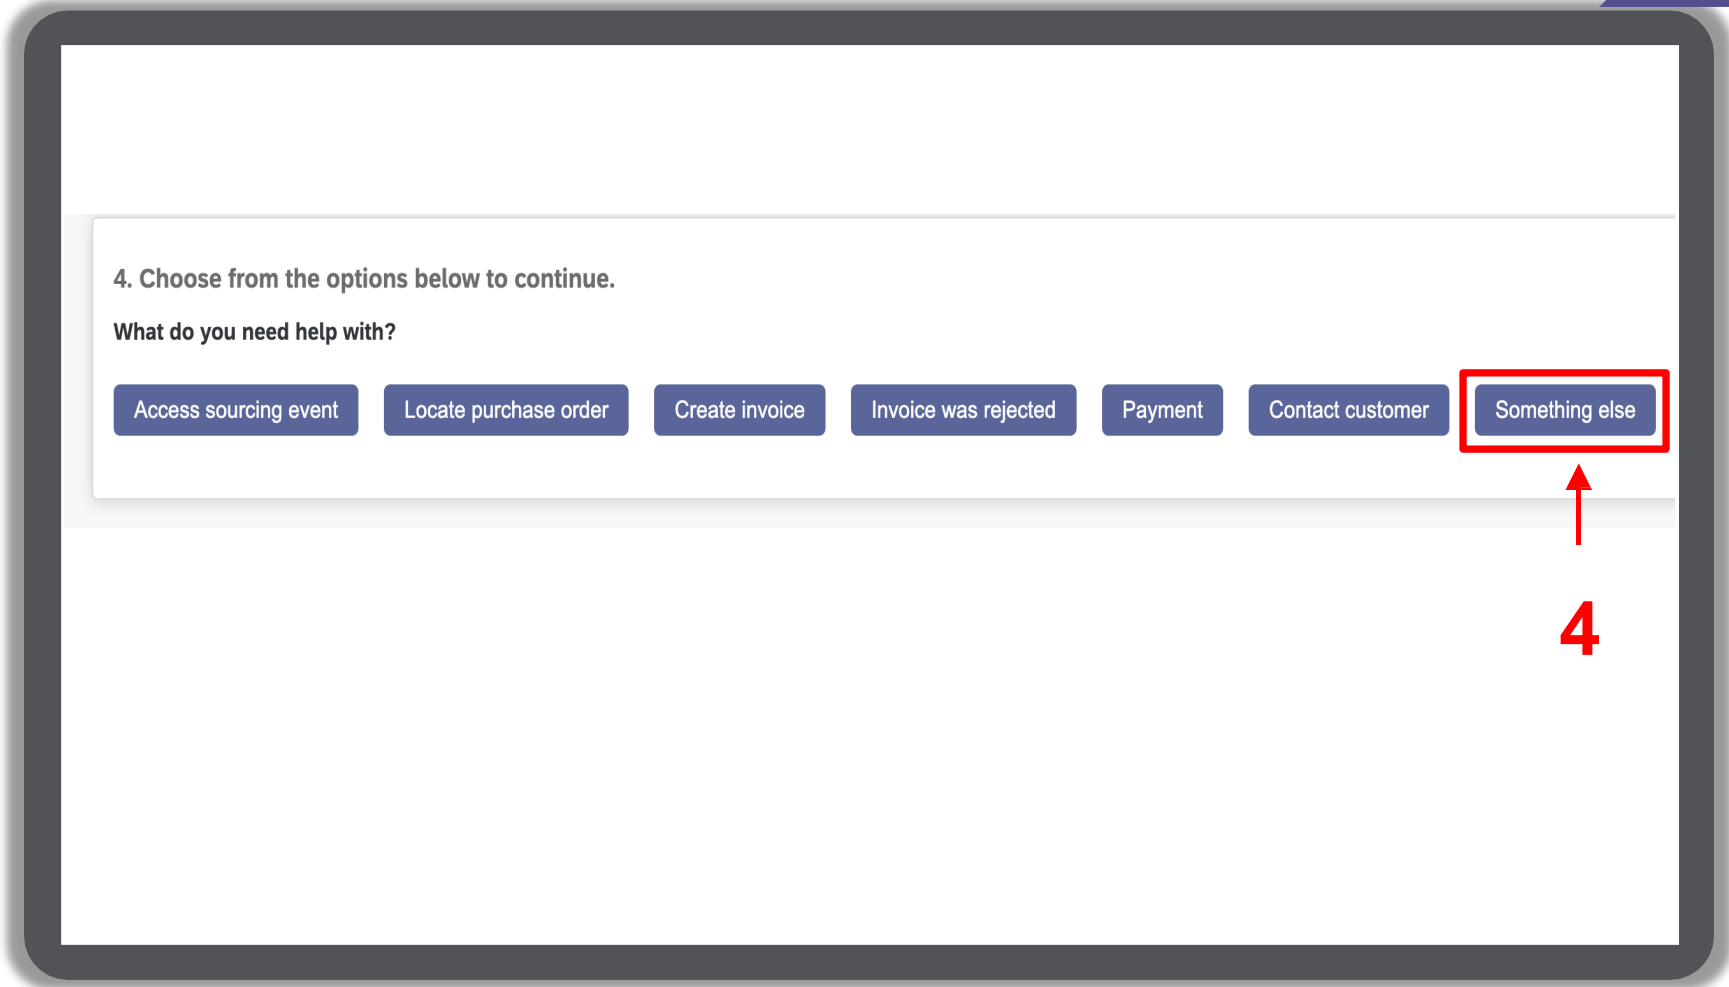 4. Choose from the options below to continue.
What do you need help with?
Access sourcing event Locate purchase order Create invoice Invoice was rejected Payment Contact customer Something else
4